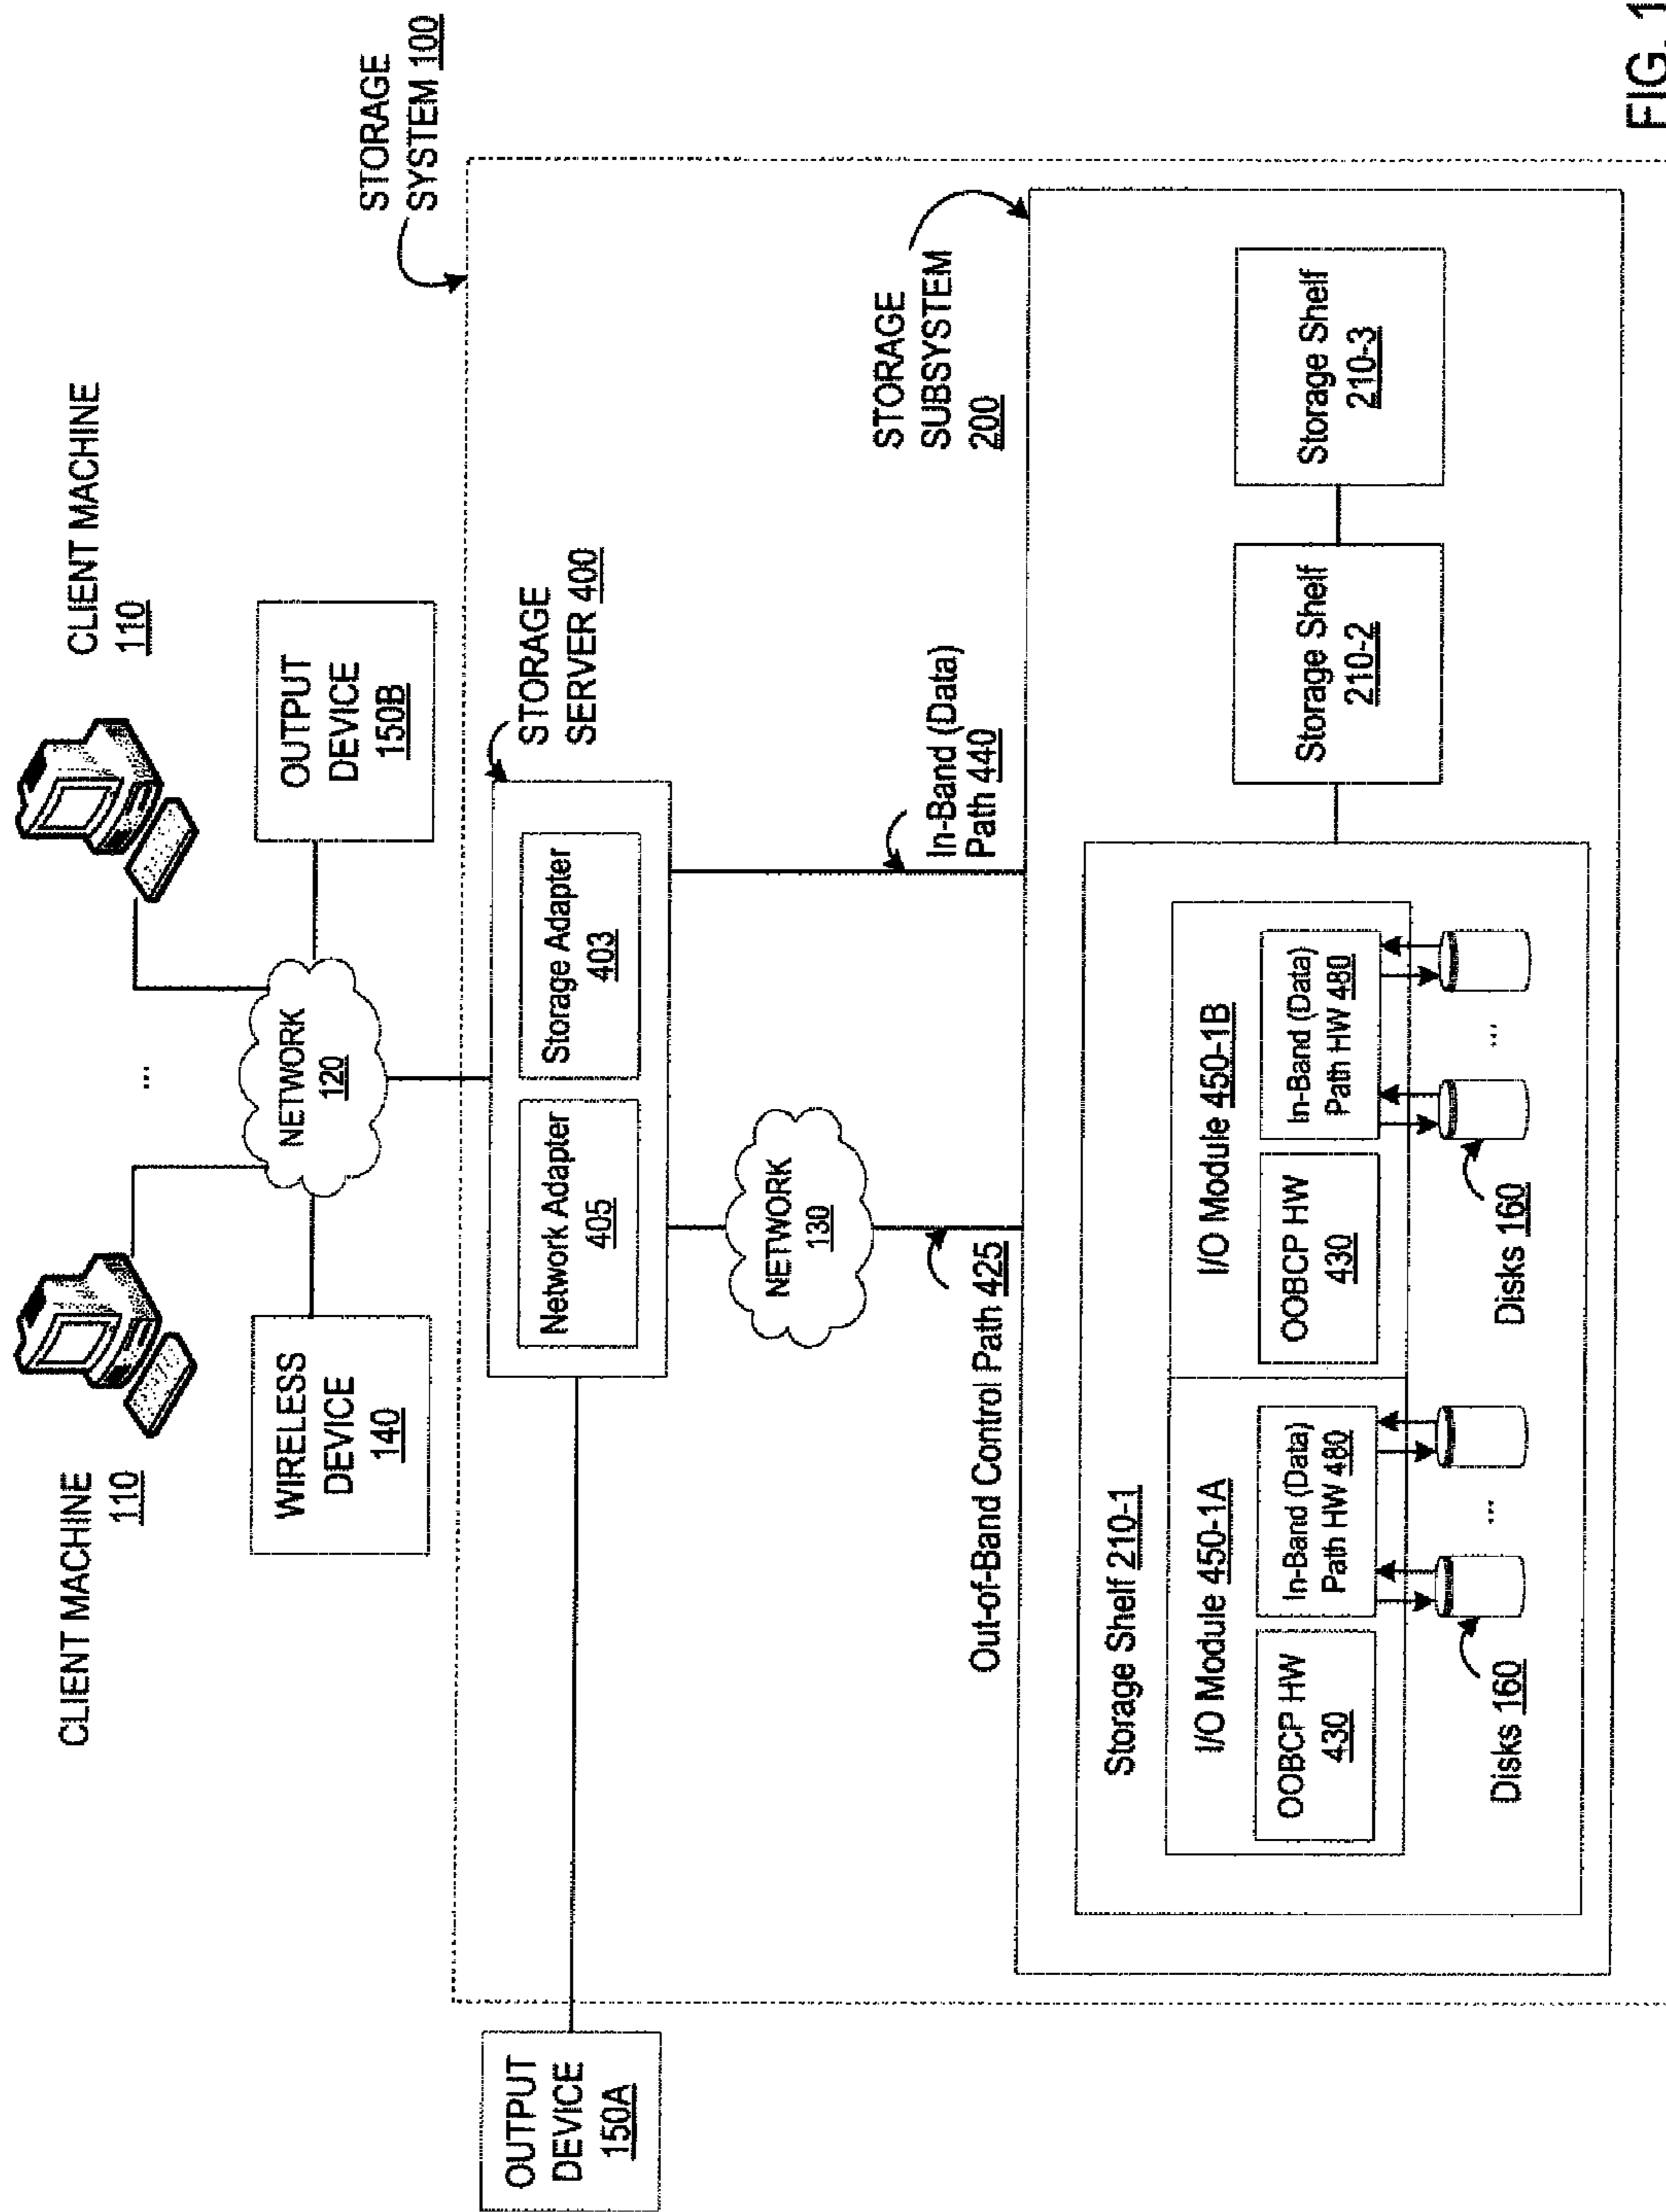 CLIENT MACHINE
110
...
CLIENT MACHINE
110
WIRELESS
DEVICE
140
NETWORK
120
OUTPUT
DEVICE
150B
STORAGE
SYSTEM 100
OUTPUT
DEVICE
150A
Network Adapter
405
Storage Adapter
403
STORAGE
SERVER 400
NETWORK
130
Out-of-Band Control Path 425
In-Band (Data)
Path 440
STORAGE
SUBSYSTEM
200
Storage Shelf 210-1
I/O Module 450-1A
OOBCP HW
430
In-Band (Data)
Path HW 480
Disks 160
...
I/O Module 450-1B
OOBCP HW
430
In-Band (Data)
Path HW 480
Disks 160
...
Storage Shelf
210-2
Storage Shelf
210-3
FIG. 1